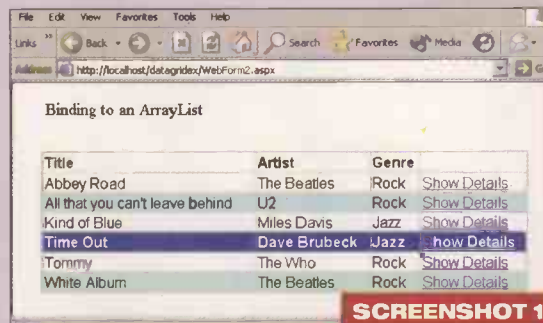 File Edit View Favorites Tools Help
Links » Back Search Favorites Media
Address http://localhost/datagridex/WebForm2.aspx G
Binding to an ArrayList
Title Artist Genre
Abbey Road The Beatles Rock Show Details
All that you can't leave behind U2 Rock Show Details
Kind of Blue Miles Davis Jazz Show Details
Time Out Dave Brubeck Jazz how Details
Tommy The Who Rock Show Details
White Album The Beatles Rock Show Details
SCREENSHOT 1